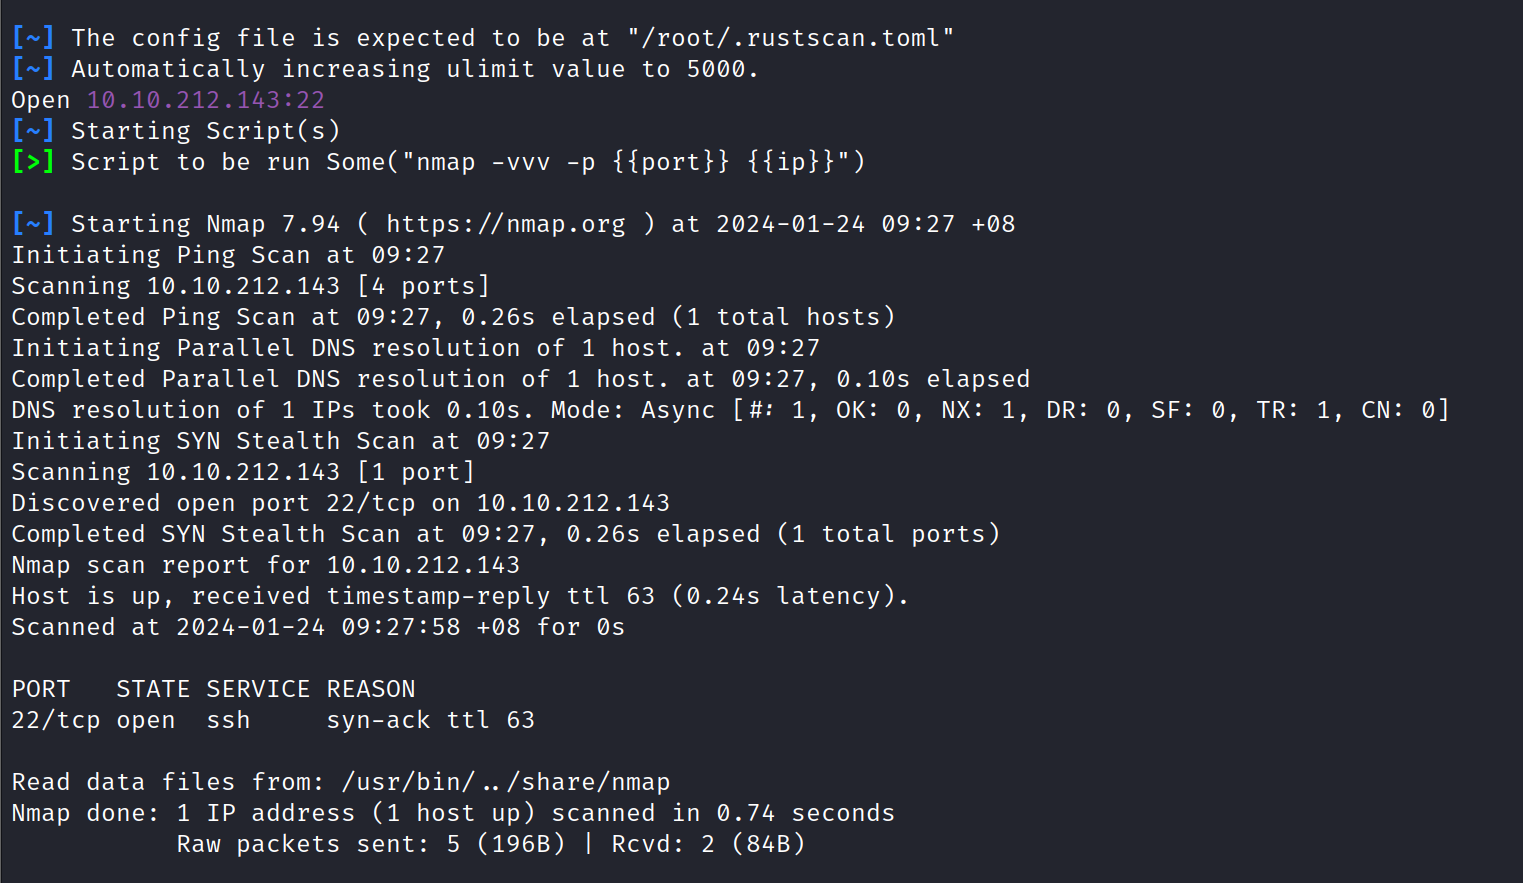 [~] The config file is expected to be at "/root/.rustscan.toml"
[~] Automatically increasing ulimit value to 5000.
Open 10.10.212.143:22
[~] Starting Script(s)
[>] Script to be run Some("nmap -vvv -p {{port}} {{ip}}")
[~] Starting Nmap 7.94 ( https://nmap.org ) at 2024-01-24 09:27 +08
Initiating Ping Scan at 09:27
Scanning 10.10.212.143 [4 ports]
Completed Ping Scan at 09:27, 0.26s elapsed (1 total hosts)
Initiating Parallel DNS resolution of 1 host. at 09:27
Completed Parallel DNS resolution of 1 host. at 09:27, 0.10s elapsed
DNS resolution of 1 IPs took 0.10s. Mode: Async [#: 1, OK: 0, NX: 1, DR: 0, SF: 0, TR: 1, CN: 0]
Initiating SYN Stealth Scan at 09:27
Scanning 10.10.212.143 [1 port]
Discovered open port 22/tcp on 10.10.212.143
Completed SYN Stealth Scan at 09:27, 0.26s elapsed (1 total ports)
Nmap scan report for 10.10.212.143
Host is up, received timestamp-reply ttl 63 (0.24s latency).
Scanned at 2024-01-24 09:27:58 +08 for 0s
PORT   STATE SERVICE REASON
22/tcp open  ssh     syn-ack ttl 63
Read data files from: /usr/bin/../share/nmap
Nmap done: 1 IP address (1 host up) scanned in 0.74 seconds
Raw packets sent: 5 (196B) | Rcvd: 2 (84B)